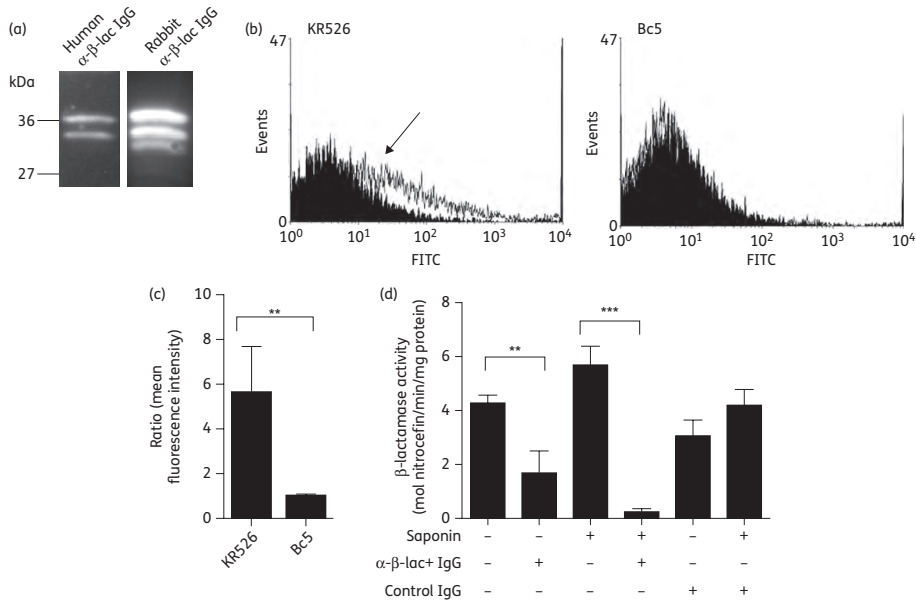 (a)
Human
α-β-lac IgG
Rabbit
α-β-lac IgG
kDa
36
27
(b)
KR526
47
Events
0
10⁰ 10¹ 10² 10³ 10⁴
FITC
Bc5
47
Events
0
10⁰ 10¹ 10² 10³ 10⁴
FITC
(c)
10
8
6
4
2
0
Ratio (mean
fluorescence intensity)
**
KR526
Bc5
(d)
8
6
4
2
0
β-lactamase activity
(mol nitrocefin/min/mg protein)
**
***
Saponin – – + + – +
α-β-lac+ IgG – + – + – –
Control IgG – – – – + +